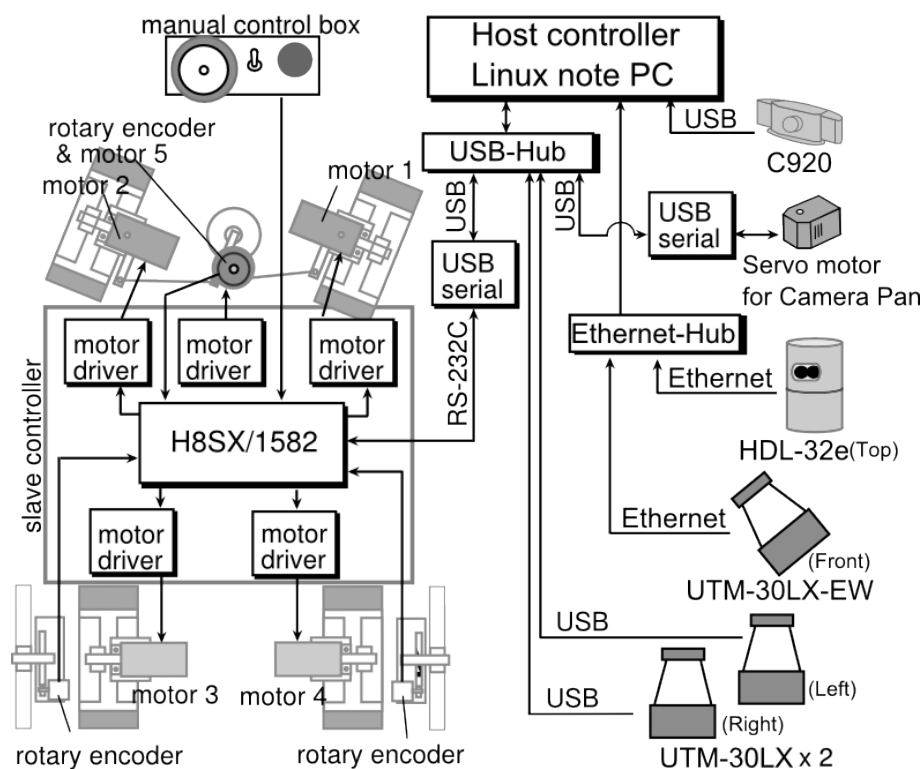 manual control box
Host controller
Linux note PC
rotary encoder
& motor 5
motor 2
motor 1
USB-Hub
USB
C920
USB
USB
USB
serial
USB
serial
Servo motor
for Camera Pan
motor
driver
motor
driver
motor
driver
Ethernet-Hub
RS-232C
Ethernet
slave controller
H8SX/1582
HDL-32e(Top)
motor
driver
motor
driver
Ethernet
(Front)
UTM-30LX-EW
USB
(Left)
motor 3
motor 4
USB
(Right)
rotary encoder
rotary encoder
UTM-30LX x 2